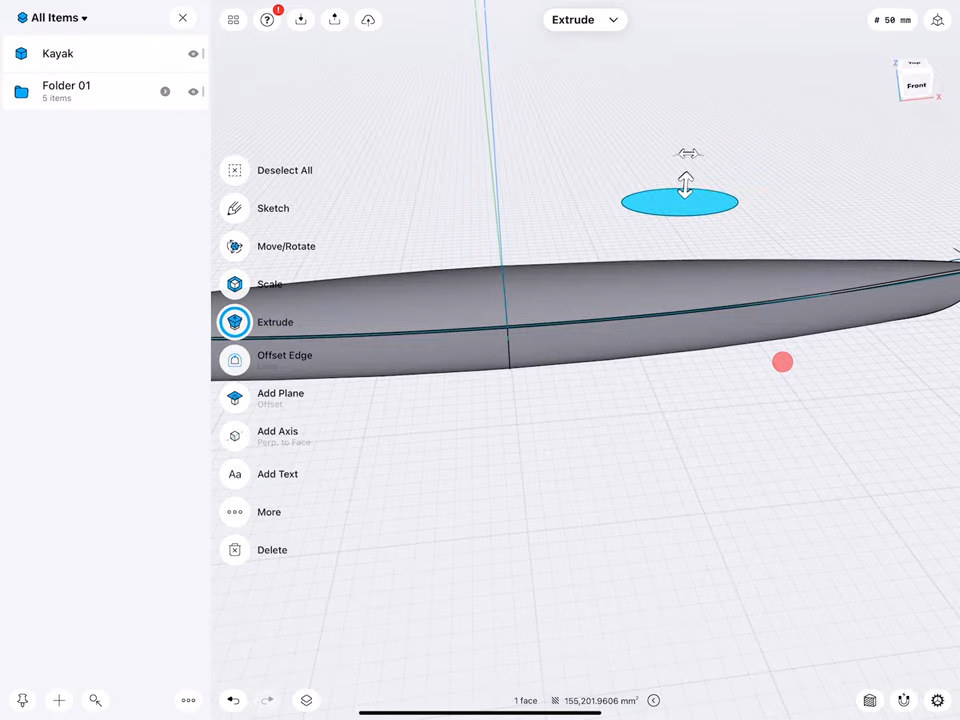 All Items ▾
Extrude
# 50 mm
Kayak
Folder 01
5 items
Top
Front
Z
X
Deselect All
Sketch
Move/Rotate
Scale
Extrude
Offset Edge
Loop
Add Plane
Offset
Add Axis
Perp. to Face
Aa
Add Text
More
Delete
1 face
155,201.9606 mm²